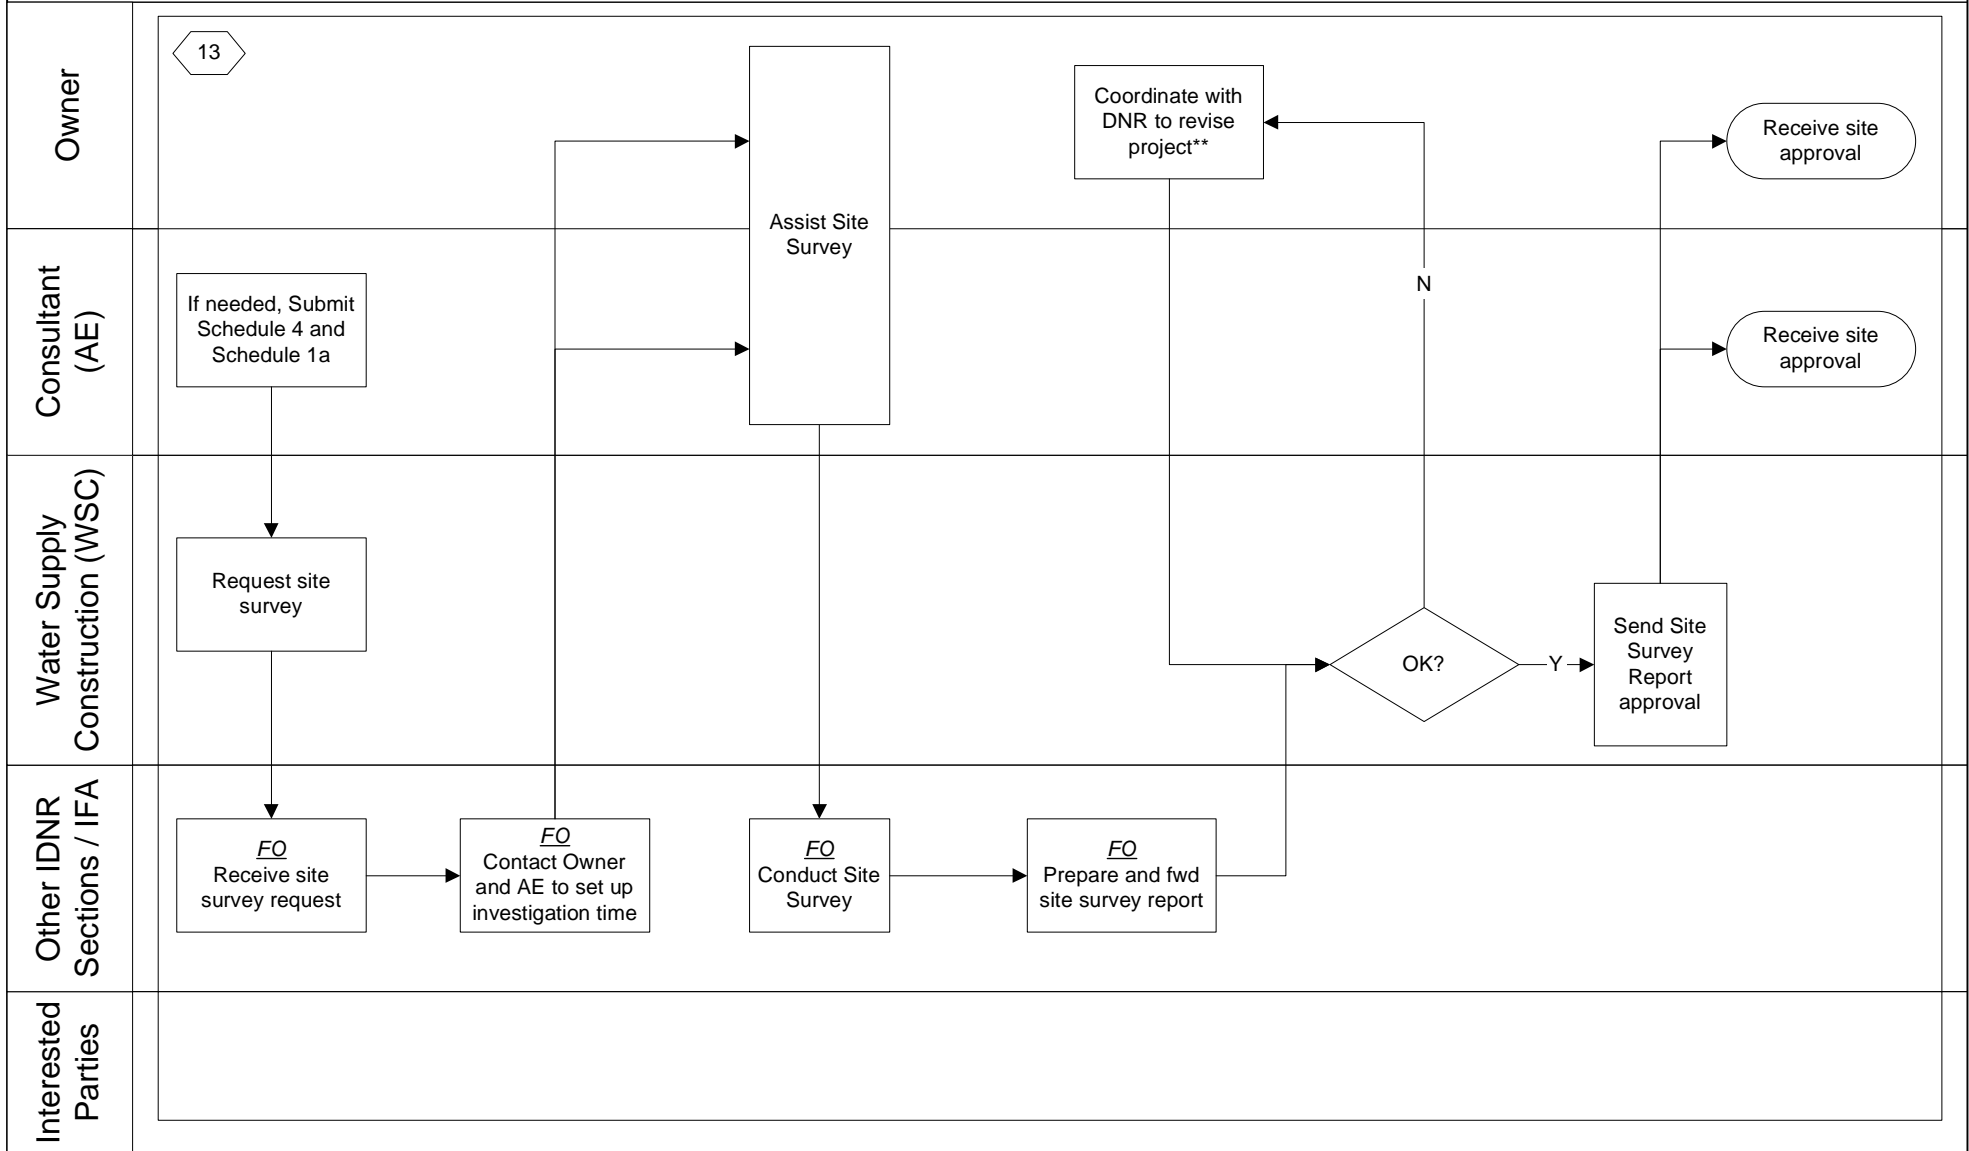 Owner
13
Assist Site
Survey
Coordinate with
DNR to revise
project**
Receive site
approval
Consultant
(AE)
If needed, Submit
Schedule 4 and
Schedule 1a
N
Receive site
approval
Water Supply
Construction (WSC)
Request site
survey
OK?
Y
Send Site
Survey
Report
approval
Other IDNR
Sections / IFA
FO
Receive site
survey request
FO
Contact Owner
and AE to set up
investigation time
FO
Conduct Site
Survey
FO
Prepare and fwd
site survey report
Interested
Parties